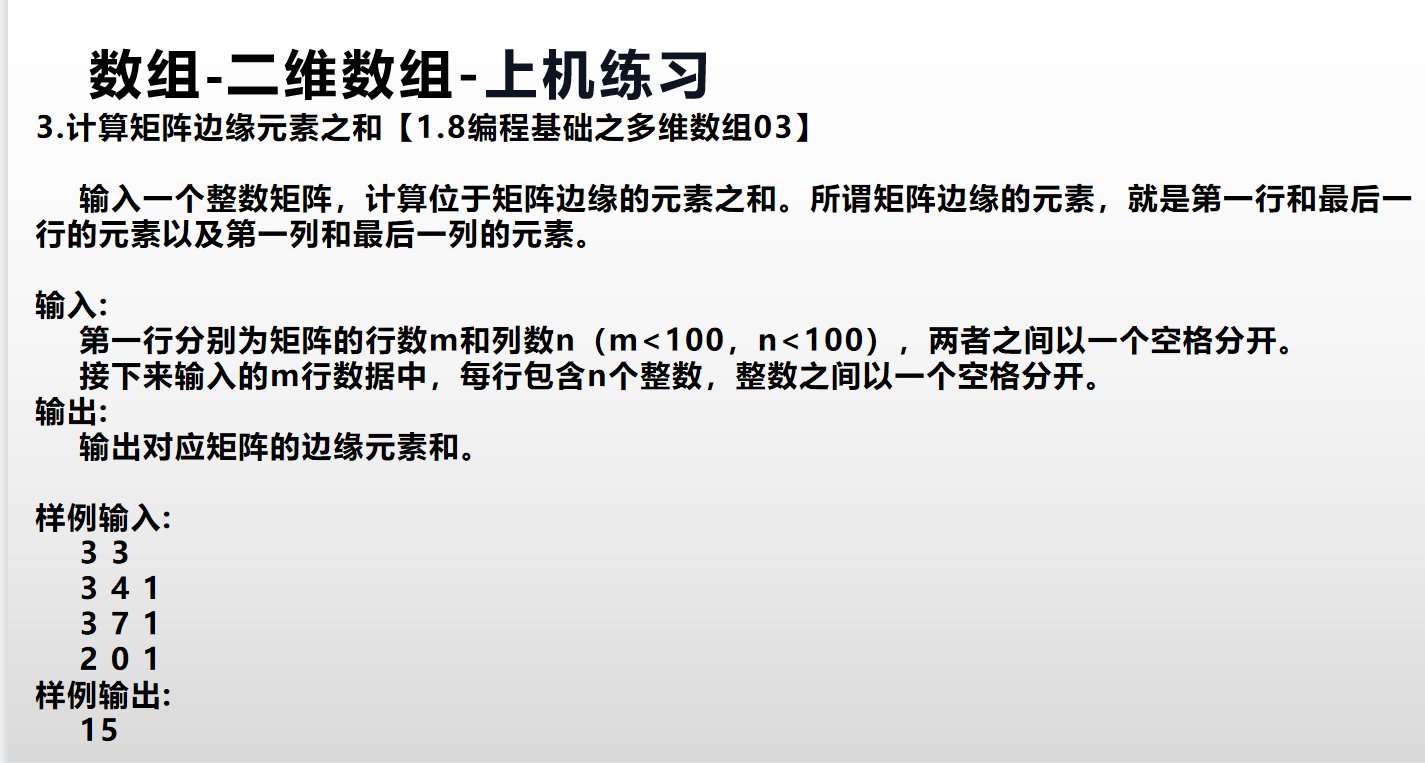 数组-二维数组-上机练习
3.计算矩阵边缘元素之和【1.8编程基础之多维数组03】
输入一个整数矩阵，计算位于矩阵边缘的元素之和。所谓矩阵边缘的元素，就是第一行和最后一
行的元素以及第一列和最后一列的元素。
输入:
第一行分别为矩阵的行数m和列数n（m<100，n<100），两者之间以一个空格分开。
接下来输入的m行数据中，每行包含n个整数，整数之间以一个空格分开。
输出:
输出对应矩阵的边缘元素和。
样例输入:
3 3
3 4 1
3 7 1
2 0 1
样例输出:
15